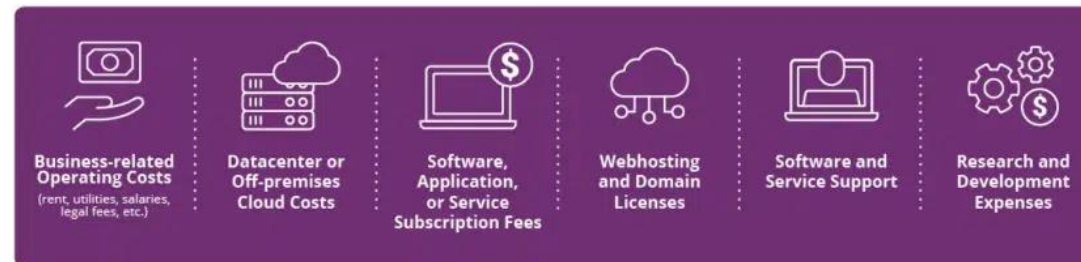 $
$
Business-related
Operating Costs
(rent, utilities, salaries,
legal fees, etc.)
Datacenter or
Off-premises
Cloud Costs
Software,
Application,
or Service
Subscription Fees
Webhosting
and Domain
Licenses
Software and
Service Support
Research and
Development
Expenses